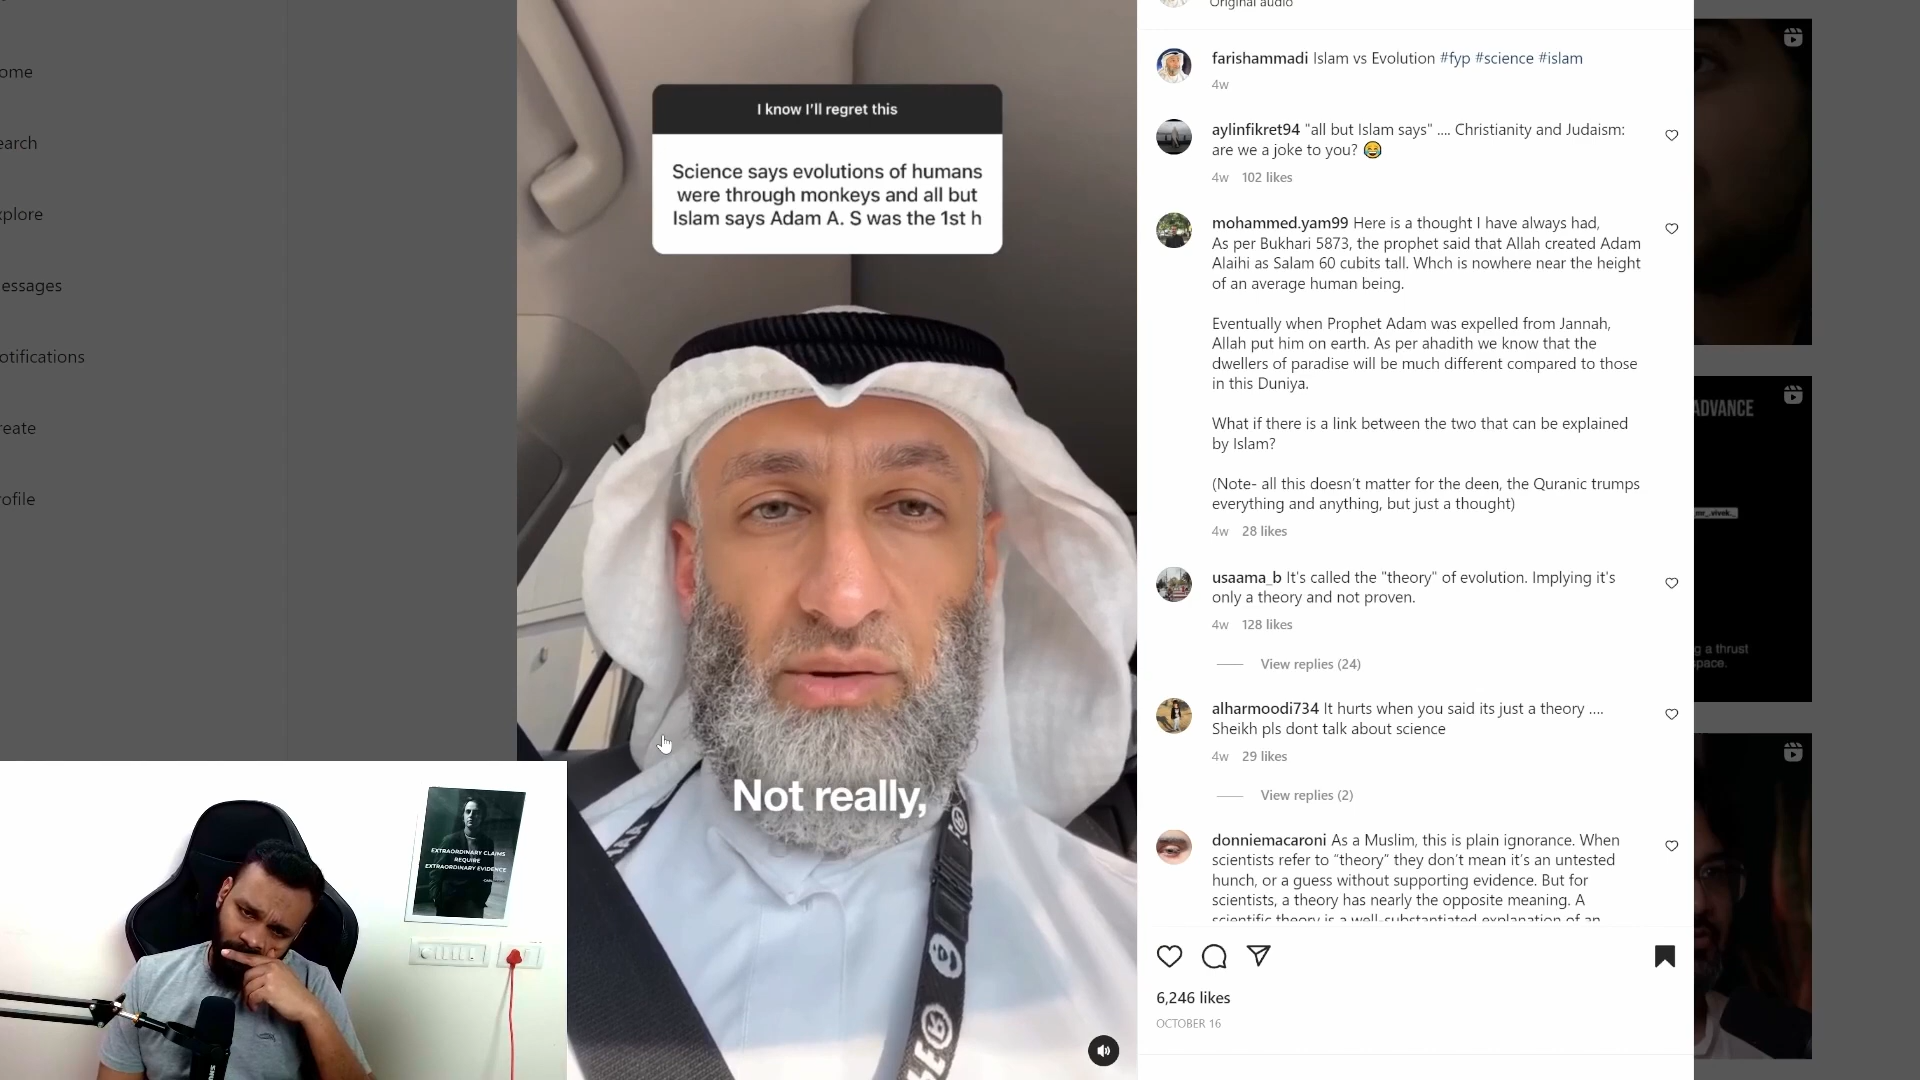 ome
earch
xplore
essages
otifications
reate
rofile
I know I'll regret this
Science says evolutions of humans
were through monkeys and all but
Islam says Adam A. S was the 1st h
Not really,
EXTRAORDINARY CLAIMS
REQUIRE
EXTRAORDINARY EVIDENCE
Original audio
farishammadi Islam vs Evolution #fyp #science #islam
4w
aylinfikret94 "all but Islam says" .... Christianity and Judaism:
are we a joke to you? 😂
4w 102 likes
mohammed.yam99 Here is a thought I have always had,
As per Bukhari 5873, the prophet said that Allah created Adam
Alaihi as Salam 60 cubits tall. Whch is nowhere near the height
of an average human being.
Eventually when Prophet Adam was expelled from Jannah,
Allah put him on earth. As per ahadith we know that the
dwellers of paradise will be much different compared to those
in this Duniya.
What if there is a link between the two that can be explained
by Islam?
(Note- all this doesn't matter for the deen, the Quranic trumps
everything and anything, but just a thought)
4w 28 likes
usaama_b It's called the "theory" of evolution. Implying it's
only a theory and not proven.
4w 128 likes
View replies (24)
alharmoodi734 It hurts when you said its just a theory ....
Sheikh pls dont talk about science
4w 29 likes
View replies (2)
donniemacaroni As a Muslim, this is plain ignorance. When
scientists refer to "theory" they don't mean it's an untested
hunch, or a guess without supporting evidence. But for
scientists, a theory has nearly the opposite meaning. A
scientific theory is a well-substantiated explanation of an
6,246 likes
OCTOBER 16
ADVANCE
g a thrust
space.